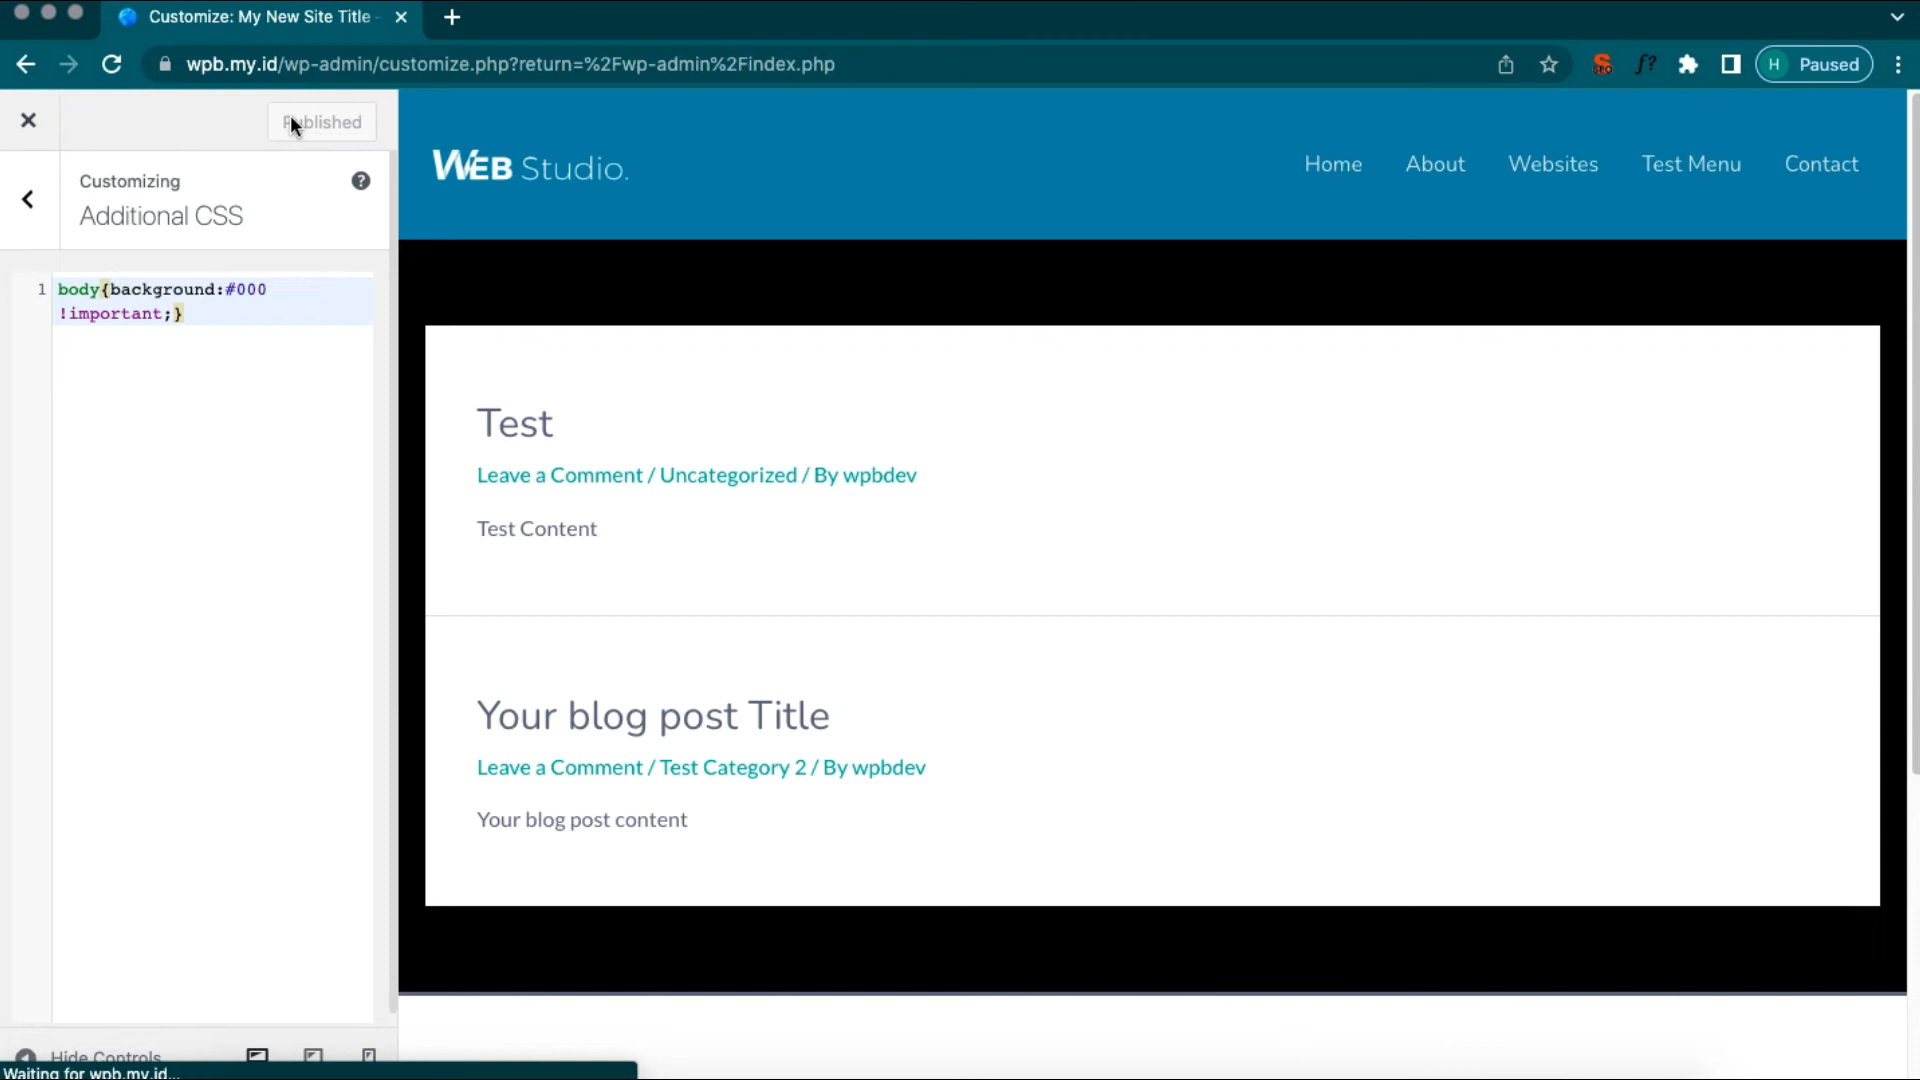 Customize: My New Site Title -
wpb.my.id/wp-admin/customize.php?return=%2Fwp-admin%2Findex.php
SEO
f?
H Paused
Published
Customizing
?
Additional CSS
1 body{background:#000
!important;}
WEB Studio.
Home About Websites Test Menu Contact
Test
Leave a Comment / Uncategorized / By wpbdev
Test Content
Your blog post Title
Leave a Comment / Test Category 2 / By wpbdev
Your blog post content
Hide Controls
Waiting for wpb.my.id...